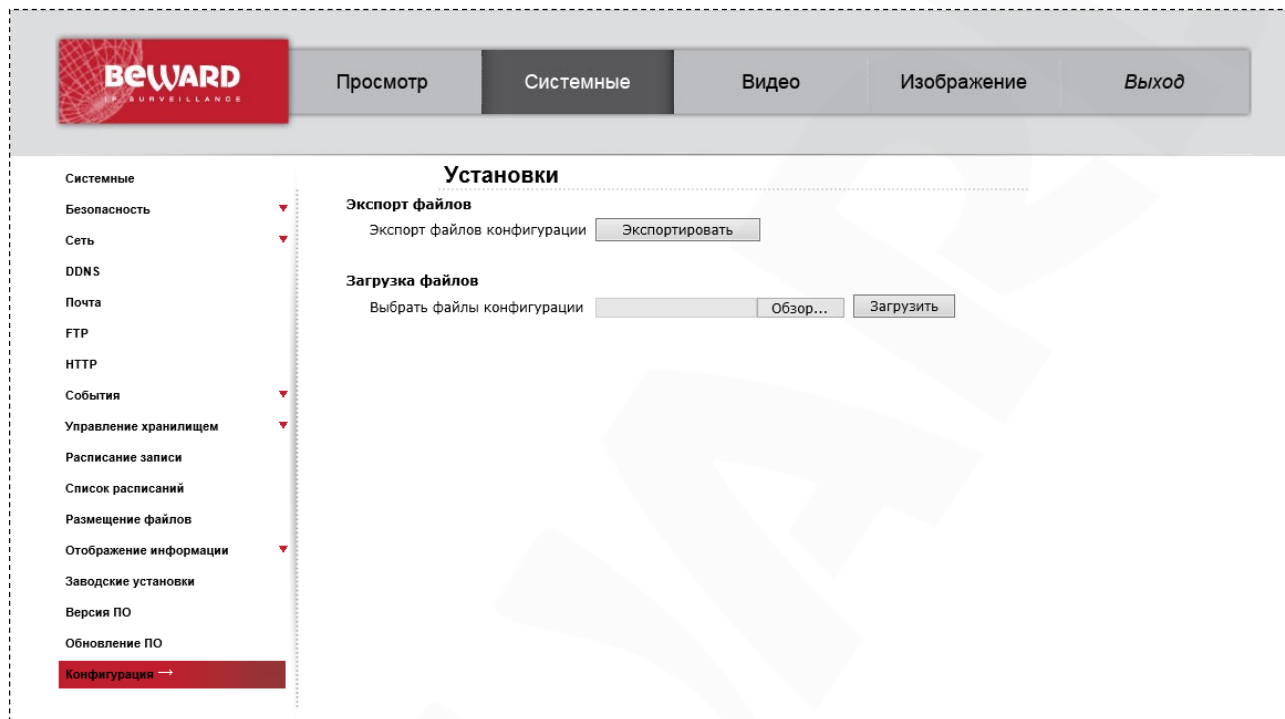 BEWARD
IP SURVEILLANCE
Просмотр Системные Видео Изображение Выход
Системные
Безопасность
Сеть
DDNS
Почта
FTP
HTTP
События
Управление хранилищем
Расписание записи
Список расписаний
Размещение файлов
Отображение информации
Заводские установки
Версия ПО
Обновление ПО
Конфигурация →
Установки
Экспорт файлов
Экспорт файлов конфигурации Экспортировать
Загрузка файлов
Выбрать файлы конфигурации Обзор... Загрузить